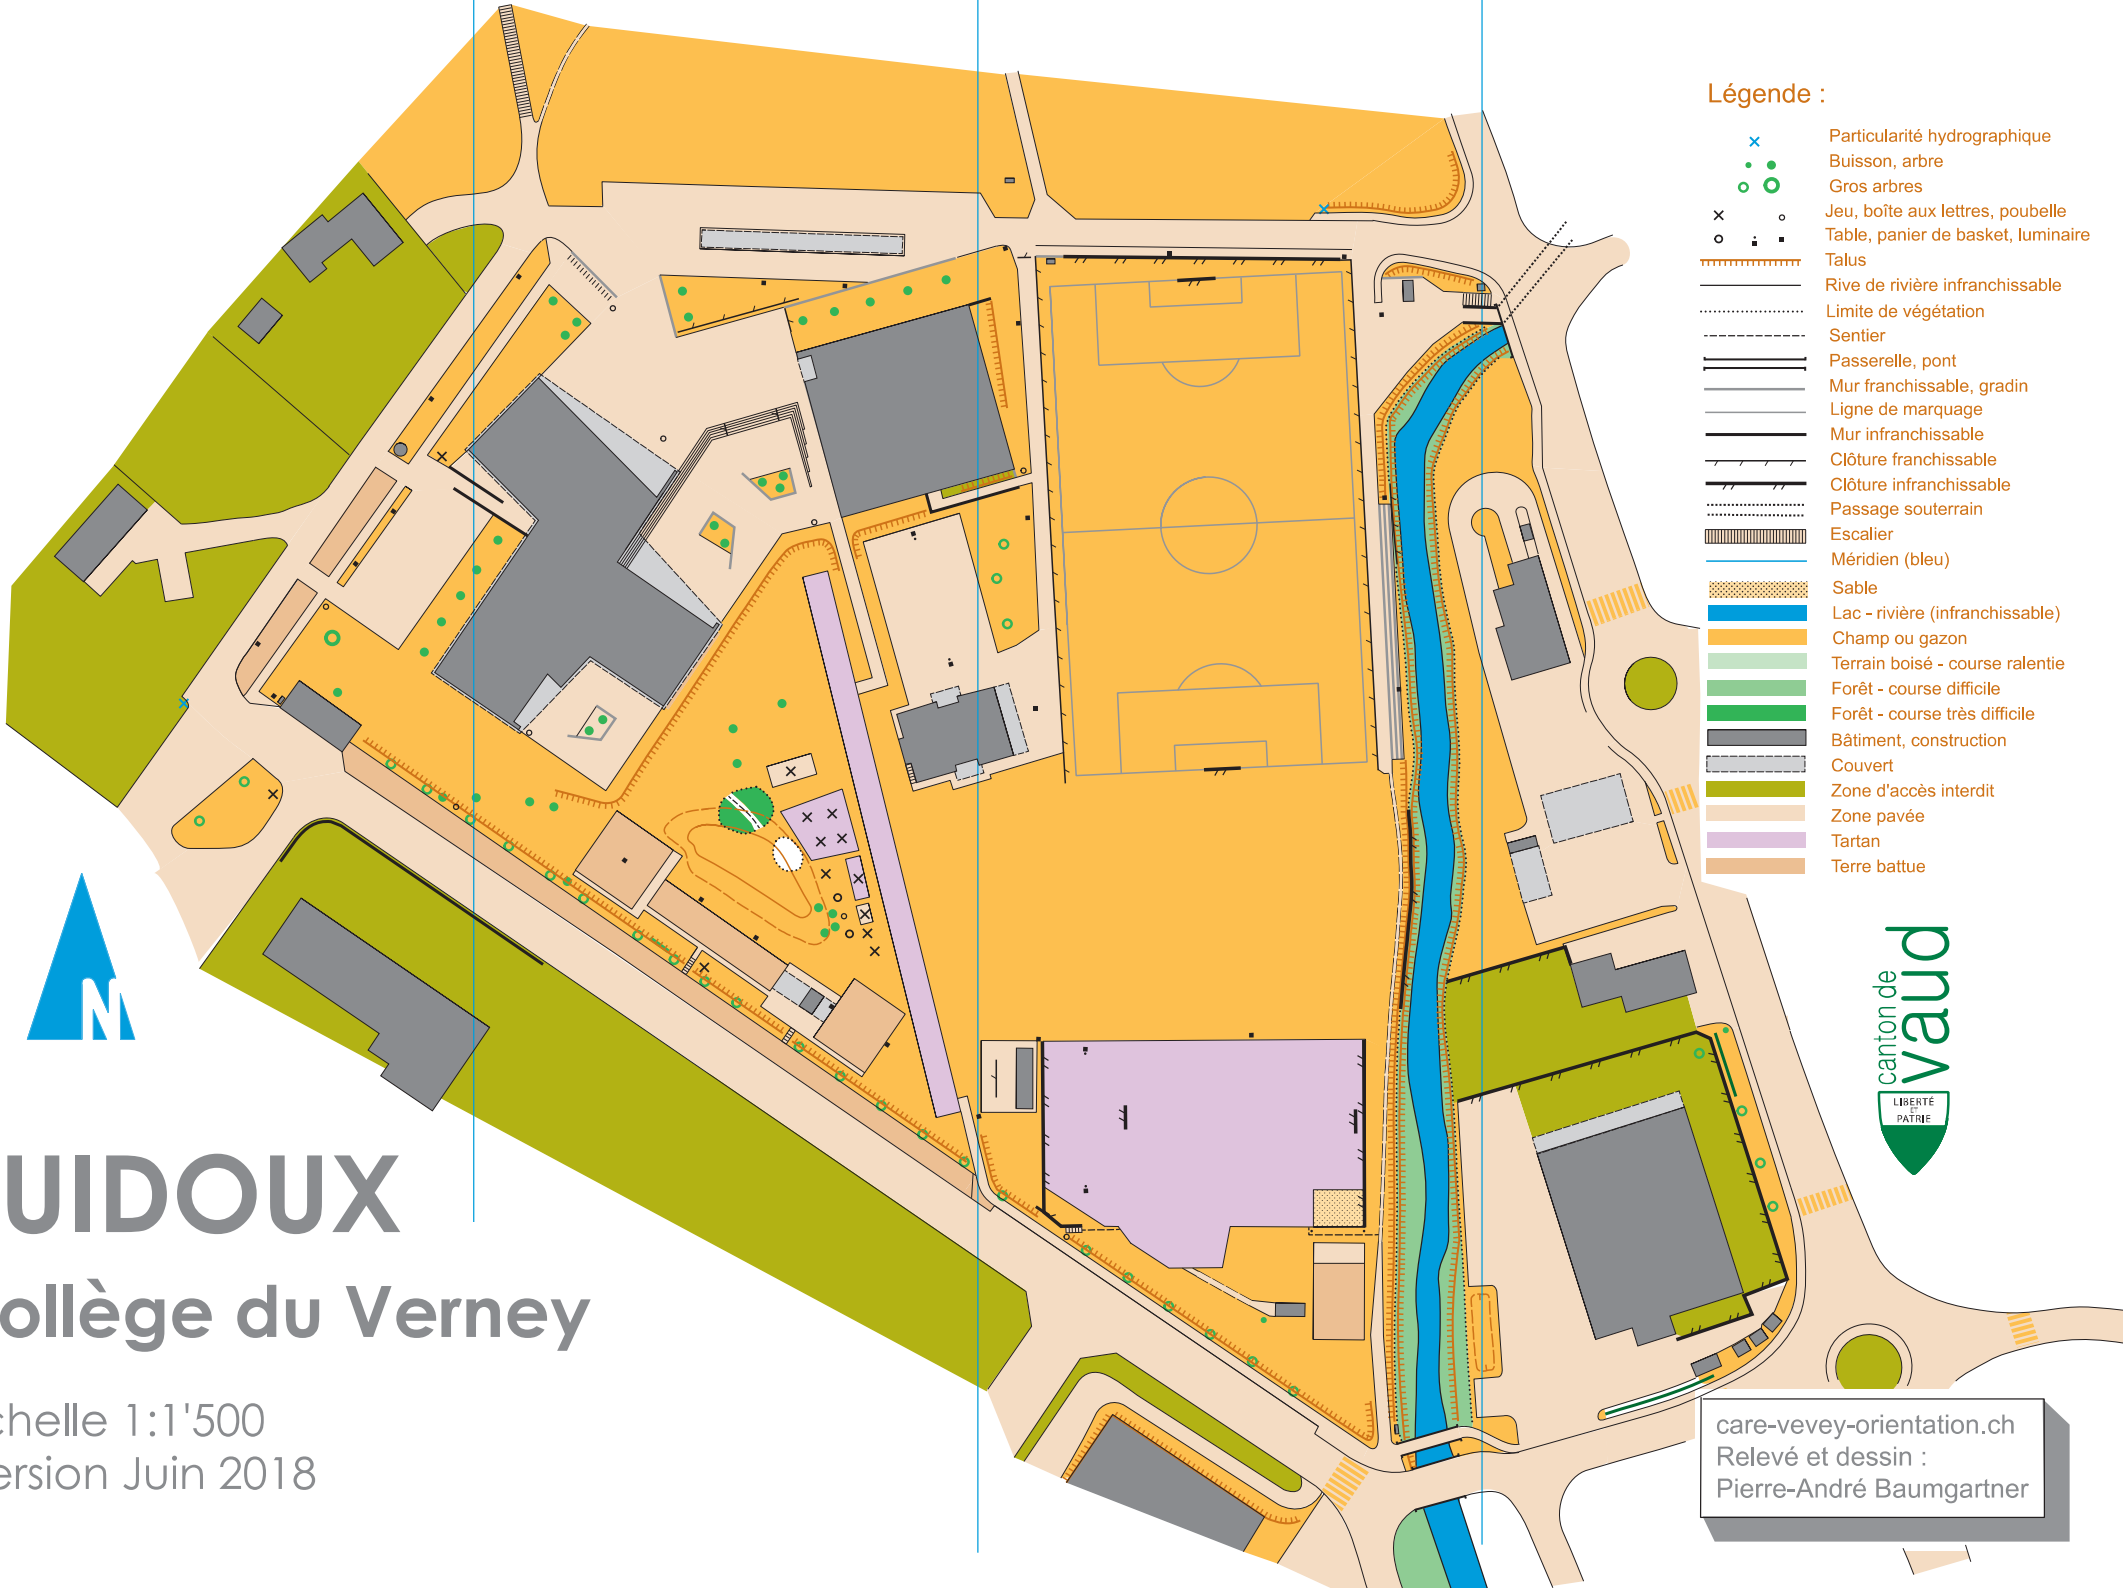 Légende :
Particularité hydrographique
Buisson, arbre
Gros arbres
Jeu, boîte aux lettres, poubelle
Table, panier de basket, luminaire
Talus
Rive de rivière infranchissable
Limite de végétation
Sentier
Passerelle, pont
Mur franchissable, gradin
Ligne de marquage
Mur infranchissable
Clôture franchissable
Clôture infranchissable
Passage souterrain
Escalier
Méridien (bleu)
Sable
Lac - rivière (infranchissable)
Champ ou gazon
Terrain boisé - course ralentie
Forêt - course difficile
Forêt - course très difficile
Bâtiment, construction
Couvert
Zone d'accès interdit
Zone pavée
Tartan
Terre battue
N
canton de
vaud
LIBERTÉ
ET
PATRIE
UIDOUX
ollège du Verney
chelle 1:1'500
ersion Juin 2018
care-vevey-orientation.ch
Relevé et dessin :
Pierre-André Baumgartner